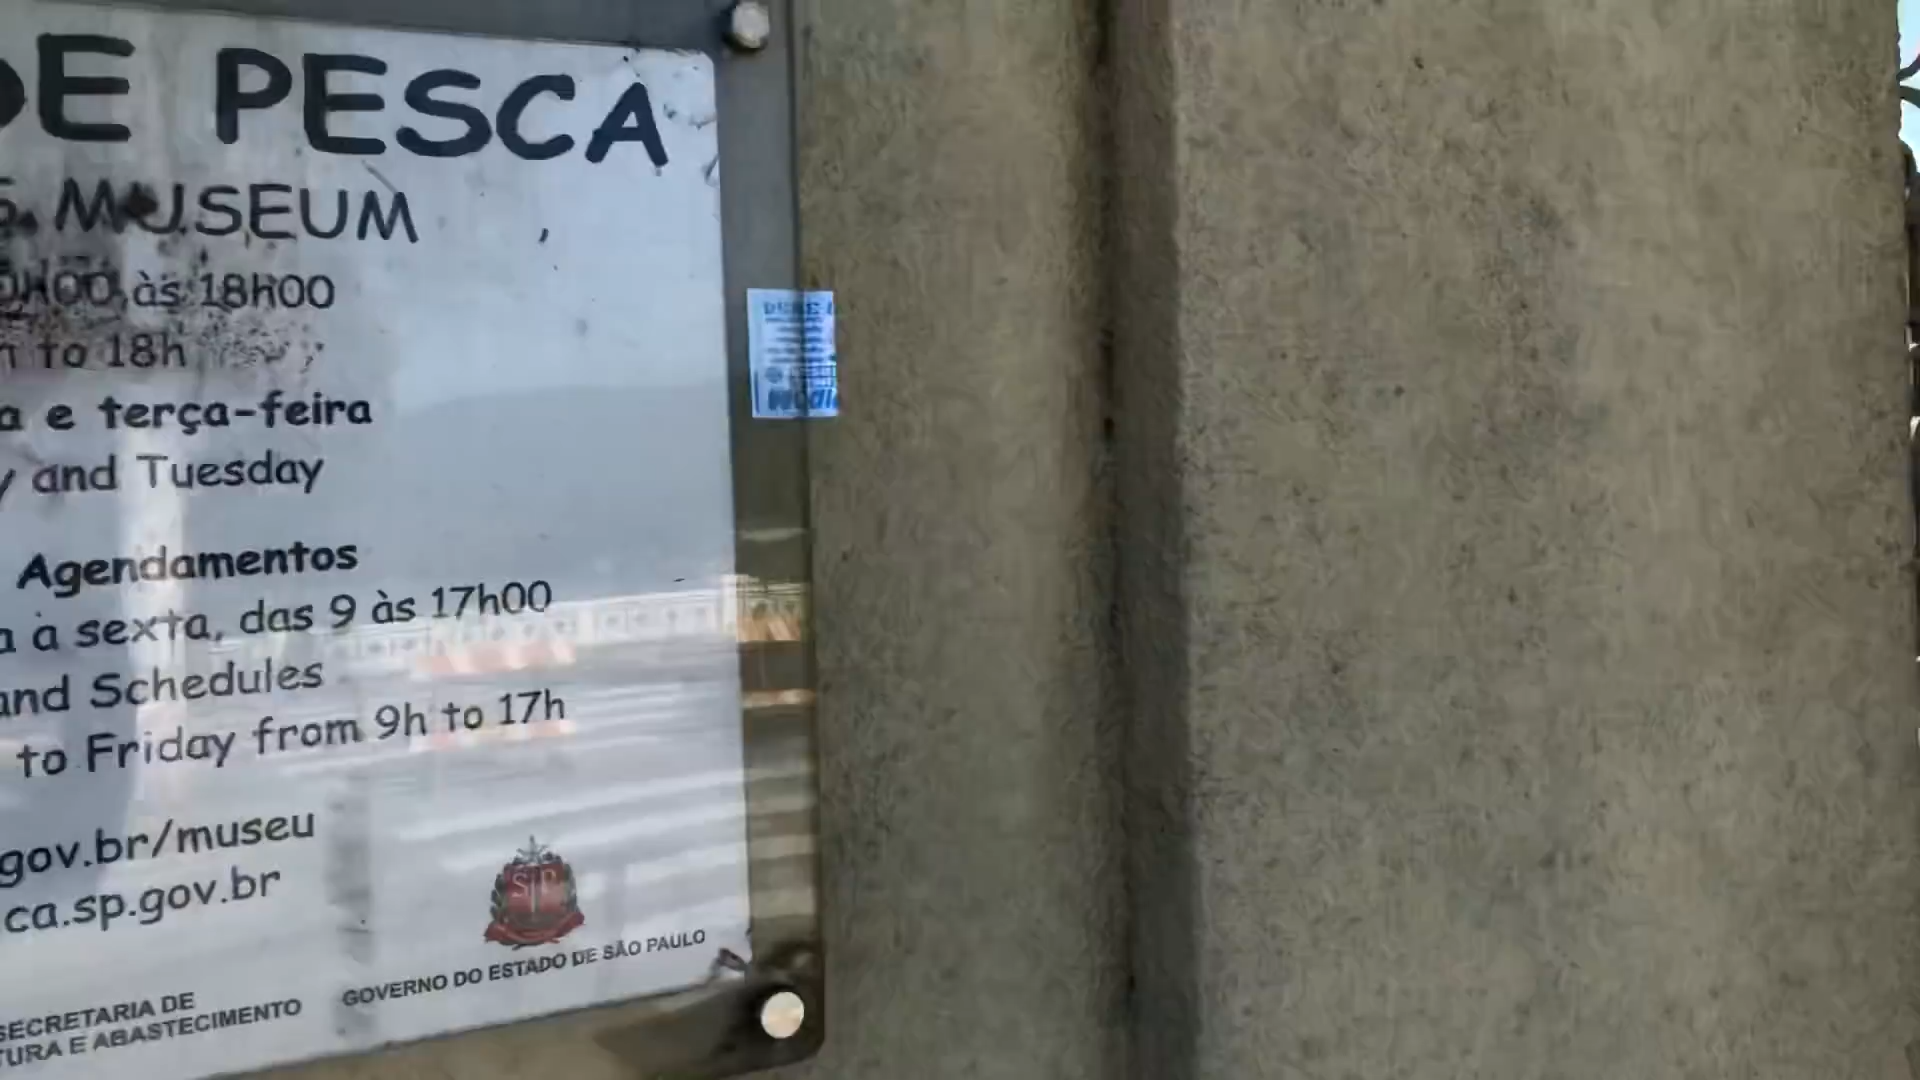 DE PESCA
MUSEUM
0H00 às 18h00
to 18h
a e terça-feira
y and Tuesday
Agendamentos
a à sexta, das 9 às 17h00
and Schedules
to Friday from 9h to 17h
gov.br/museu
ca.sp.gov.br
SP
GOVERNO DO ESTADO DE SÃO PAULO
SECRETARIA DE
TURA E ABASTECIMENTO